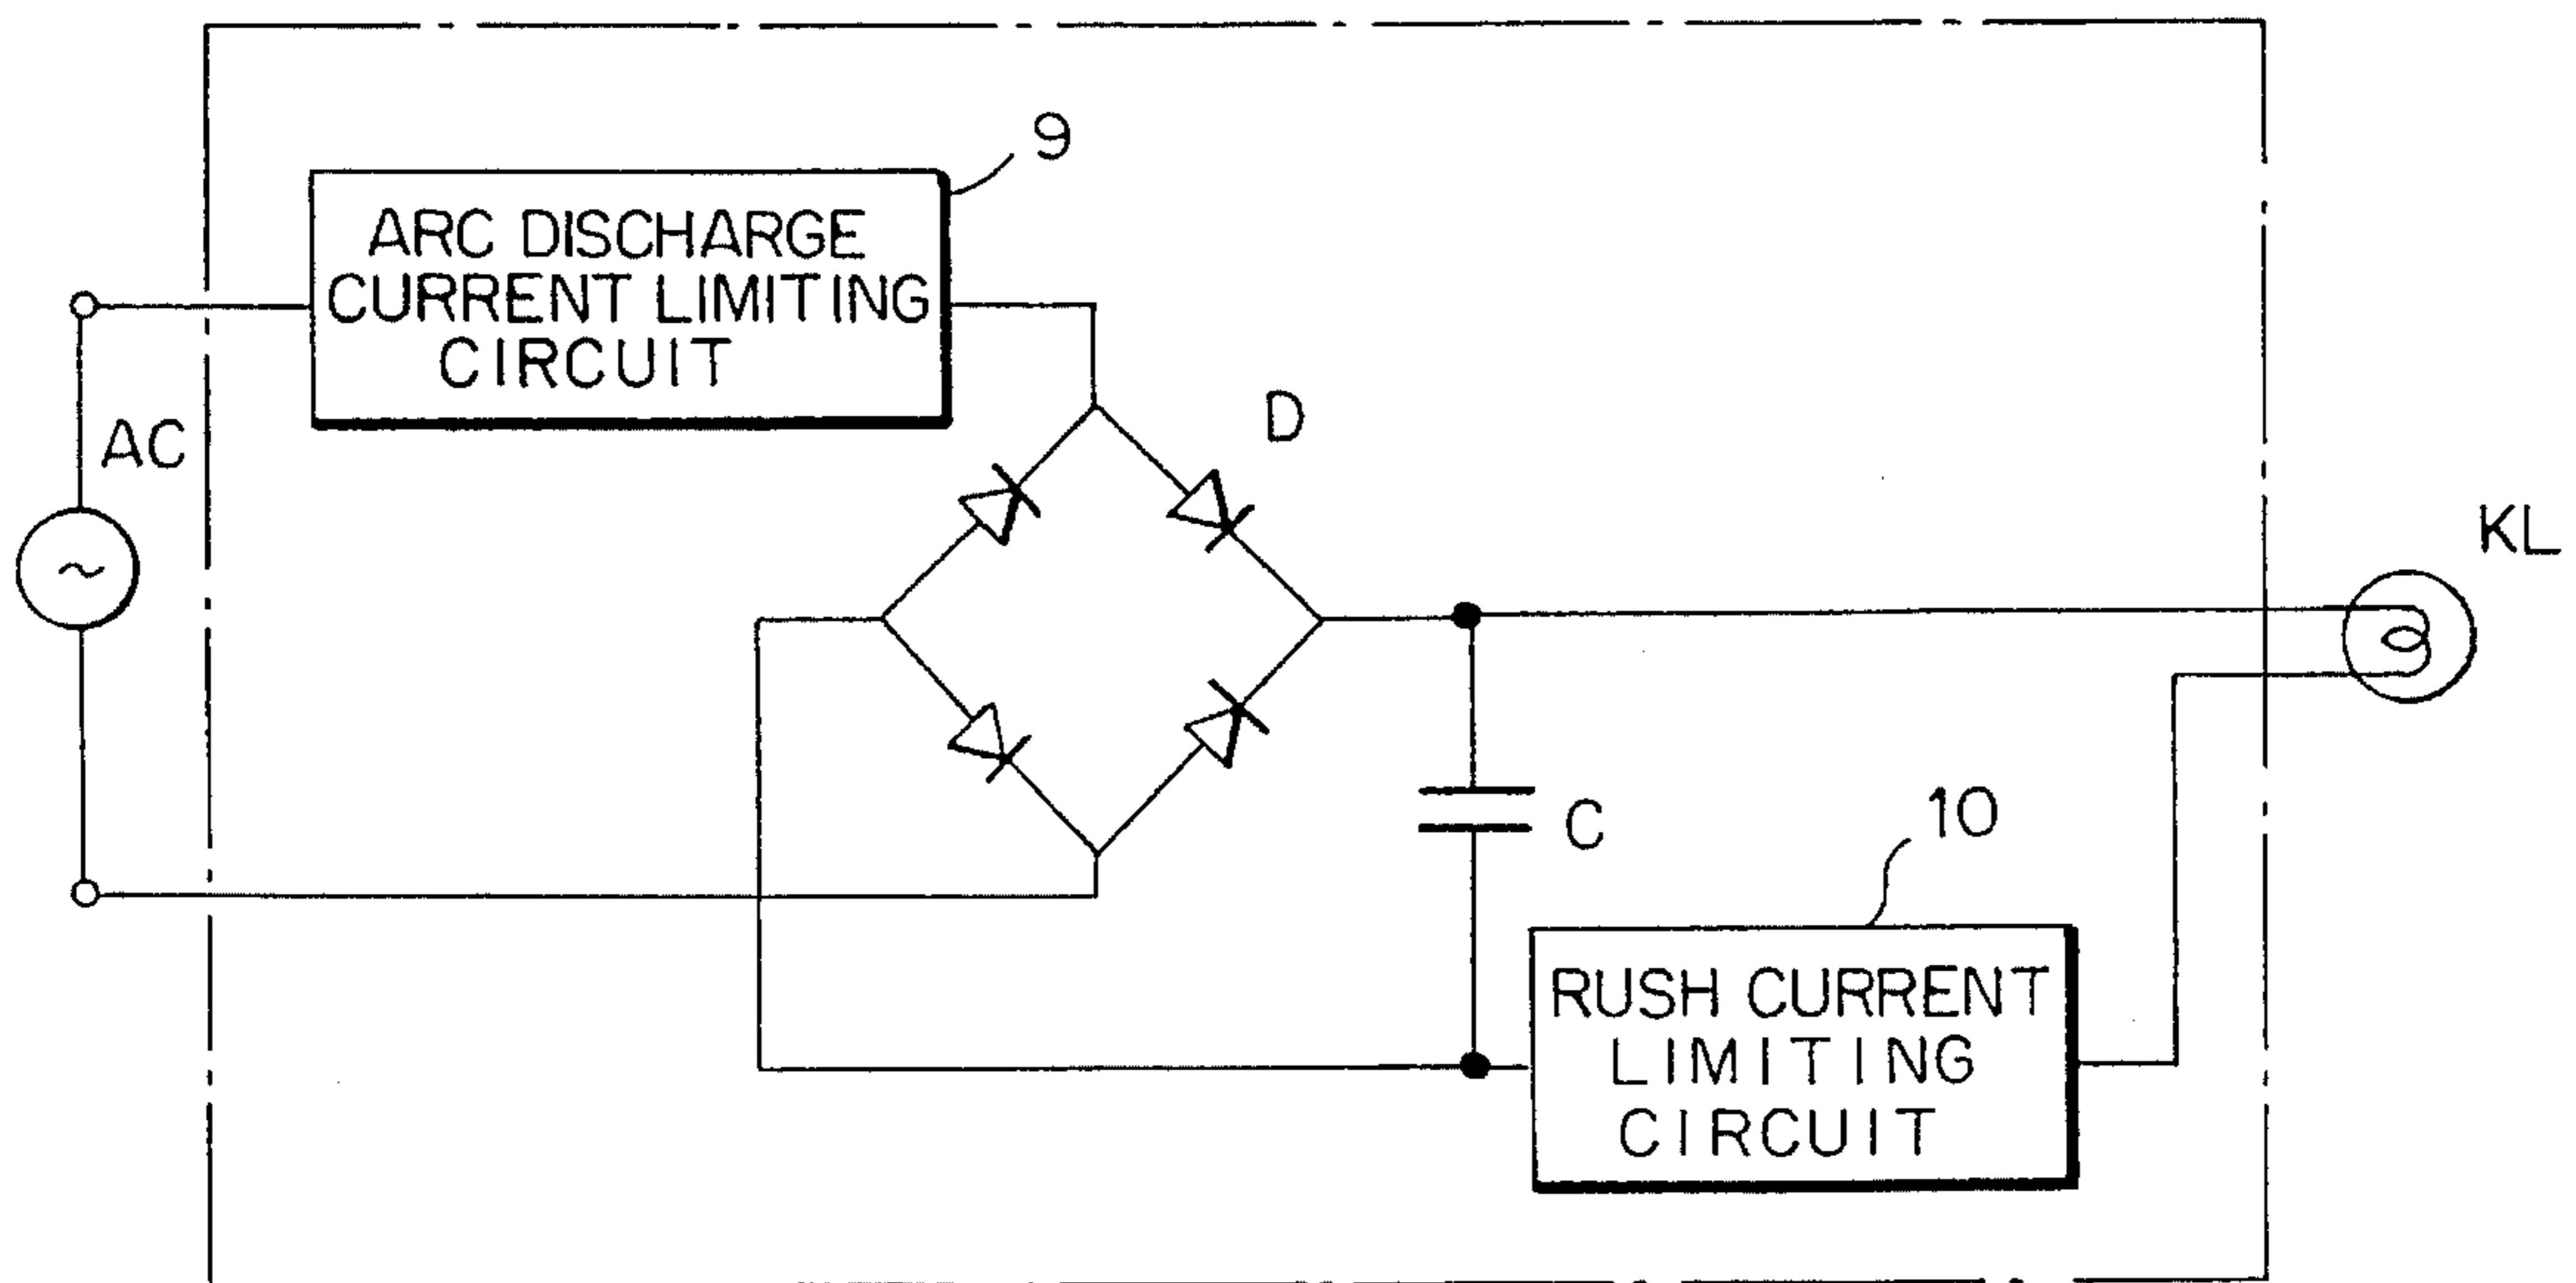 9
ARC DISCHARGE
CURRENT LIMITING
CIRCUIT
AC
~
D
KL
C
10
RUSH CURRENT
LIMITING
CIRCUIT